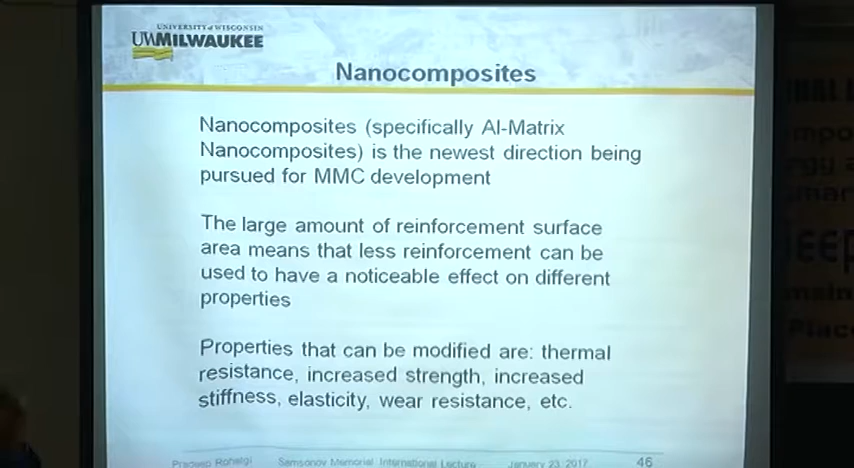 UNIVERSITY of WISCONSIN
UWMILWAUKEE
Nanocomposites
Nanocomposites (specifically Al-Matrix
Nanocomposites) is the newest direction being
pursued for MMC development
The large amount of reinforcement surface
area means that less reinforcement can be
used to have a noticeable effect on different
properties
Properties that can be modified are: thermal
resistance, increased strength, increased
stiffness, elasticity, wear resistance, etc.
Pradeep Rohatgi Samsonov Memorial International Lecture January 23, 2017 46